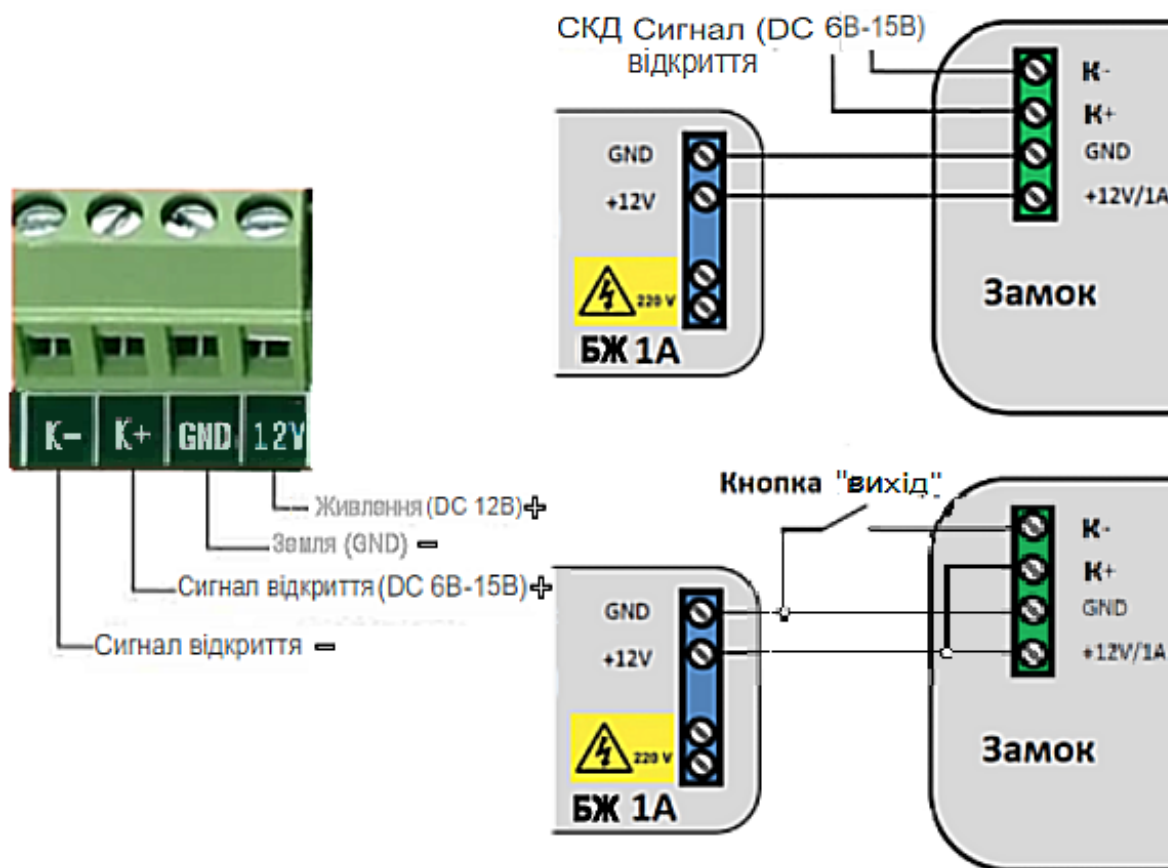 K-
K+
GND
12V
Живлення (DC 12В)+
Земля (GND) -
Сигнал відкриття (DC 6В-15В)+
Сигнал відкриття -
СКД Сигнал (DC 6В-15В)
відкриття
GND
+12V
220 V
БЖ 1А
К-
К+
GND
+12V/1A
Замок
Кнопка "вихід"
GND
+12V
220 V
БЖ 1А
К-
К+
GND
+12V/1A
Замок